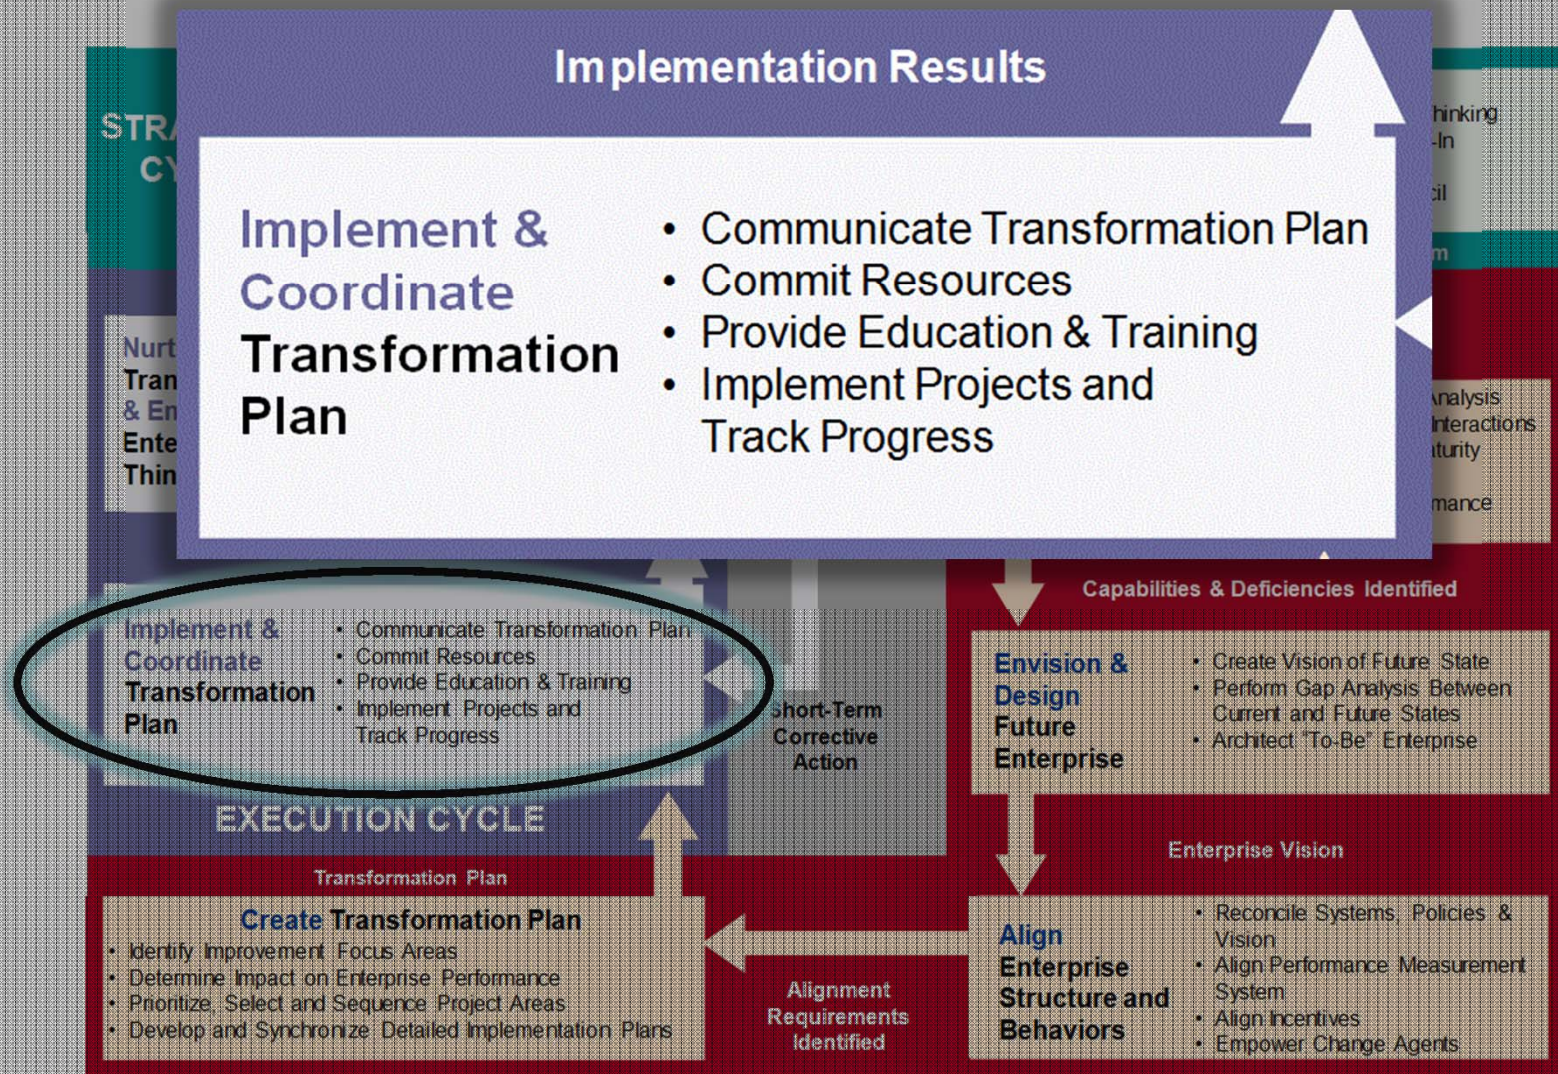 Implementation Results
Implement &
Coordinate
Transformation
Plan
• Communicate Transformation Plan
• Commit Resources
• Provide Education & Training
• Implement Projects and
Track Progress
STRA
CY
hinking
-In
cil
m
Nurt
Tran
& En
Ente
Thin
Analysis
Interactions
turity
mance
Capabilities & Deficiencies Identified
Implement &
Coordinate
Transformation
Plan
• Communicate Transformation Plan
• Commit Resources
• Provide Education & Training
• Implement Projects and
Track Progress
Short-Term
Corrective
Action
Envision &
Design
Future
Enterprise
• Create Vision of Future State
• Perform Gap Analysis Between
Current and Future States
• Architect "To-Be" Enterprise
EXECUTION CYCLE
Enterprise Vision
Transformation Plan
Create Transformation Plan
• Identify Improvement Focus Areas
• Determine Impact on Enterprise Performance
• Prioritize, Select and Sequence Project Areas
• Develop and Synchronize Detailed Implementation Plans
Alignment
Requirements
Identified
Align
Enterprise
Structure and
Behaviors
• Reconcile Systems, Policies &
Vision
• Align Performance Measurement
System
• Align Incentives
• Empower Change Agents